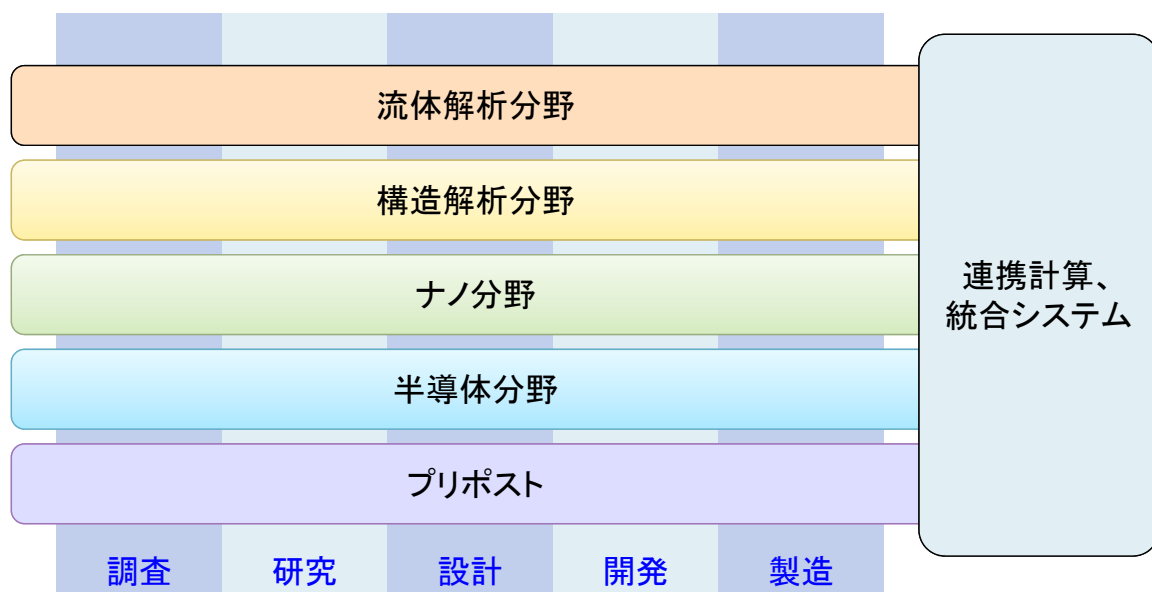 流体解析分野
構造解析分野
ナノ分野
半導体分野
プリポスト
連携計算、
統合システム
調査
研究
設計
開発
製造